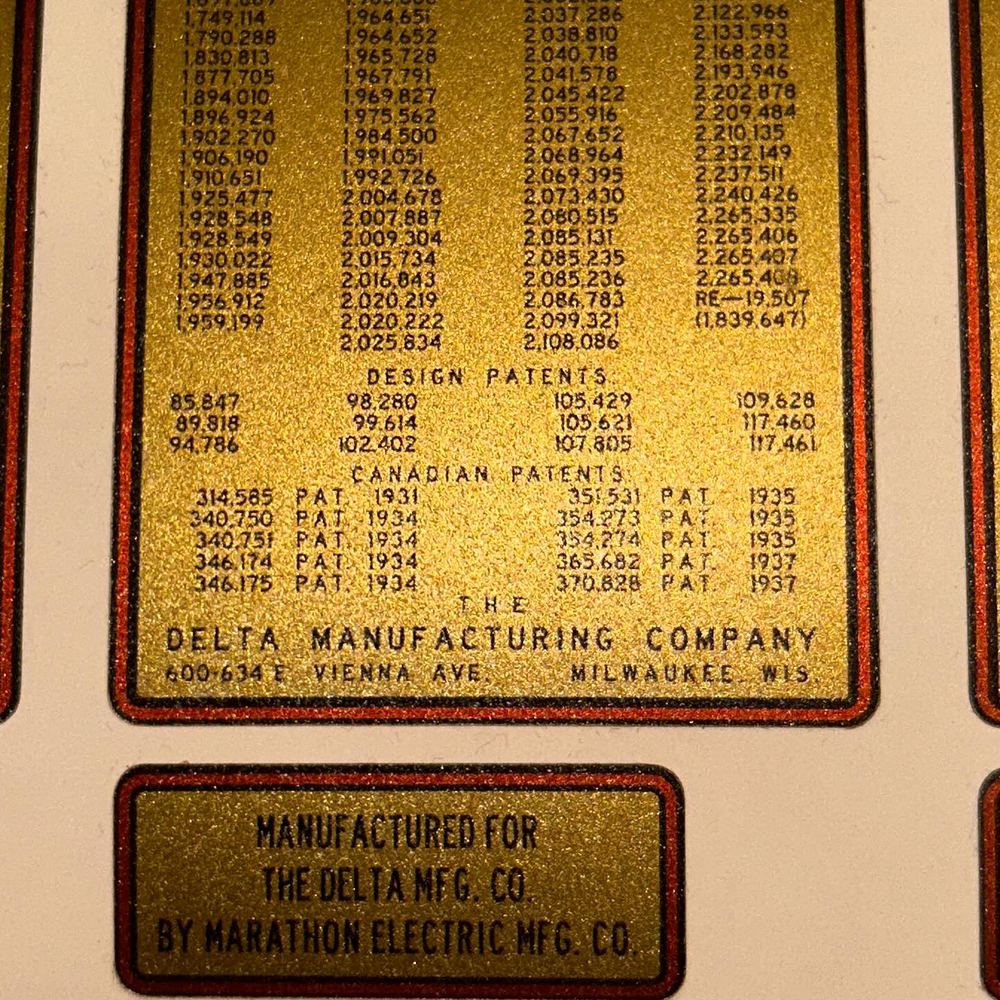 1,749,114 1,964,651 2,037,286 2,122,966
1,790,288 1,964,652 2,038,810 2,133,593
1,830,813 1,965,728 2,040,718 2,168,282
1,877,705 1,967,791 2,041,578 2,193,946
1,894,010 1,969,827 2,045,422 2,202,878
1,896,924 1,975,562 2,055,916 2,209,484
1,902,270 1,984,500 2,067,652 2,210,135
1,906,190 1,991,051 2,068,964 2,232,149
1,910,651 1,992,726 2,069,395 2,237,511
1,925,477 2,004,678 2,073,430 2,240,426
1,928,548 2,007,887 2,080,515 2,265,335
1,928,549 2,009,304 2,085,131 2,265,406
1,930,022 2,015,734 2,085,235 2,265,407
1,947,885 2,016,843 2,085,236 2,265,408
1,956,912 2,020,219 2,086,783 RE—19,507
1,959,199 2,020,222 2,099,321 (1,839,647)
2,025,834 2,108,086
DESIGN PATENTS
85,847 98,280 105,429 109,628
89,818 99,614 105,621 117,460
94,786 102,402 107,805 117,461
CANADIAN PATENTS
314,585 PAT. 1931 351,531 PAT. 1935
340,750 PAT. 1934 354,273 PAT. 1935
340,751 PAT. 1934 354,274 PAT. 1935
346,174 PAT. 1934 365,682 PAT. 1937
346,175 PAT. 1934 370,828 PAT. 1937
THE
DELTA MANUFACTURING COMPANY
600-634 E VIENNA AVE. MILWAUKEE, WIS.
MANUFACTURED FOR
THE DELTA MFG. CO.
BY MARATHON ELECTRIC MFG. CO.